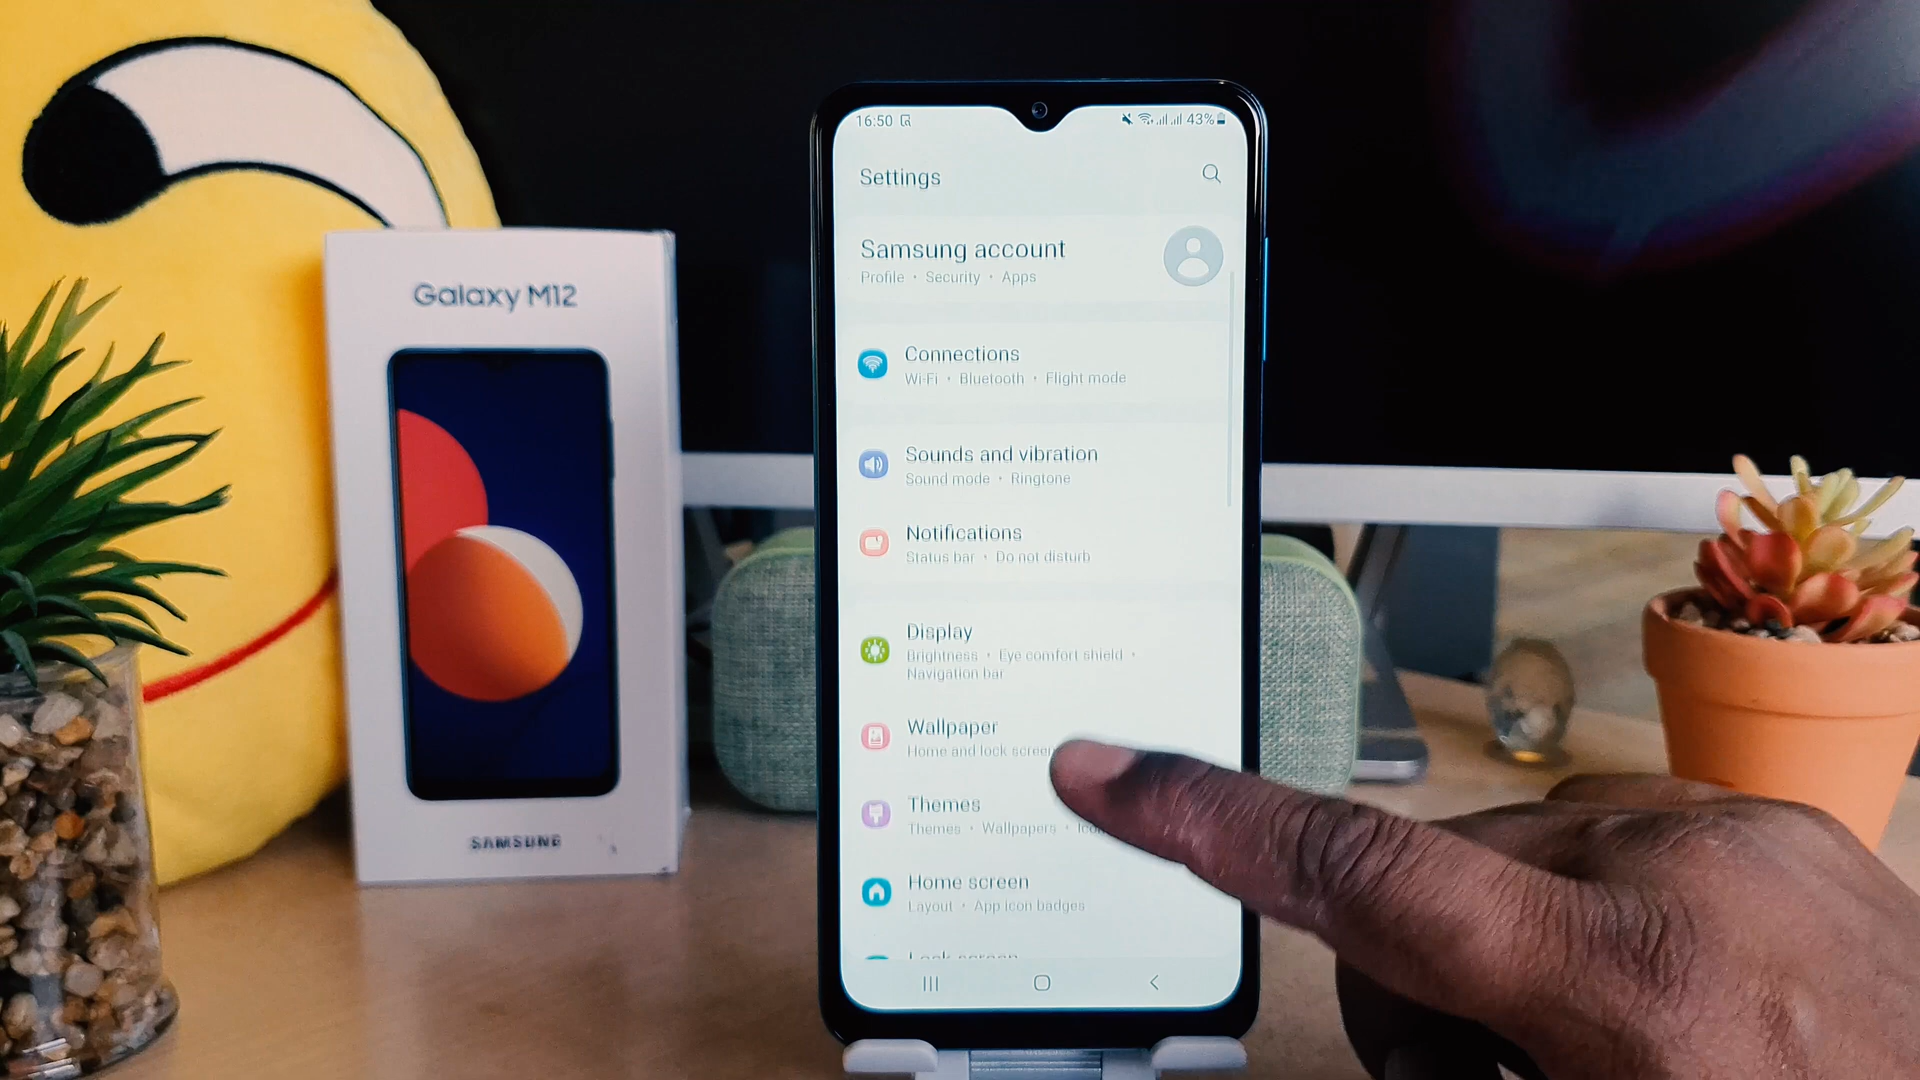 Galaxy M12
SAMSUNG
16:50 43%
Settings
Samsung account
Profile • Security • Apps
Connections
Wi-Fi • Bluetooth • Flight mode
Sounds and vibration
Sound mode • Ringtone
Notifications
Status bar • Do not disturb
Display
Brightness • Eye comfort shield •
Navigation bar
Wallpaper
Home and lock screen
Themes
Themes • Wallpapers •
Home screen
Layout • App icon badges
Lock screen